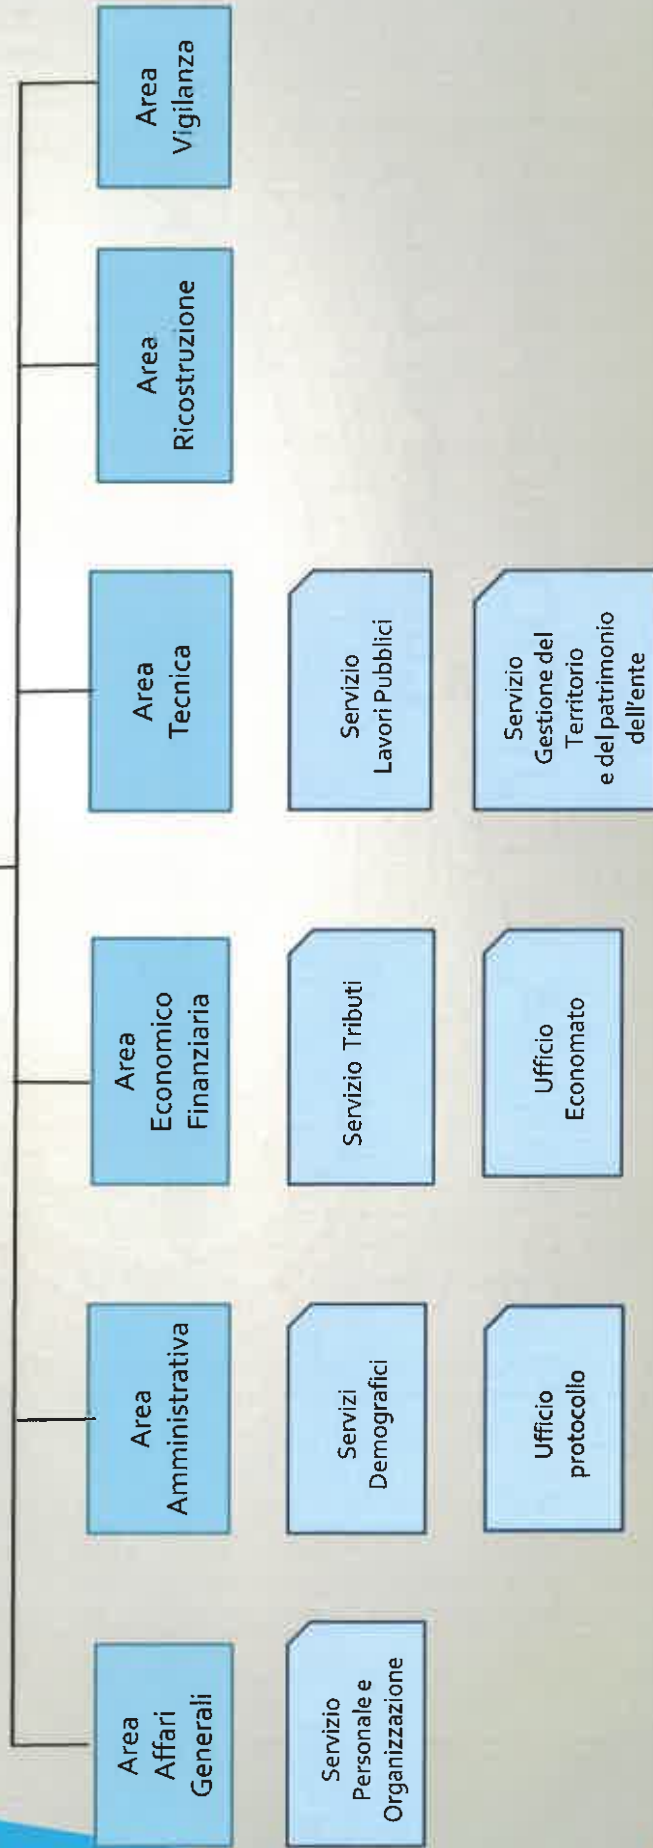 Area
Affari
Generali
Area
Amministrativa
Area
Economico
Finanziaria
Area
Tecnica
Area
Ricostruzione
Area
Vigilanza
Servizio
Personale e
Organizzazione
Servizi
Demografici
Servizio Tributi
Servizio
Lavori Pubblici
Ufficio
protocollo
Ufficio
Economato
Servizio
Gestione del
Territorio
e del patrimonio
dell'ente